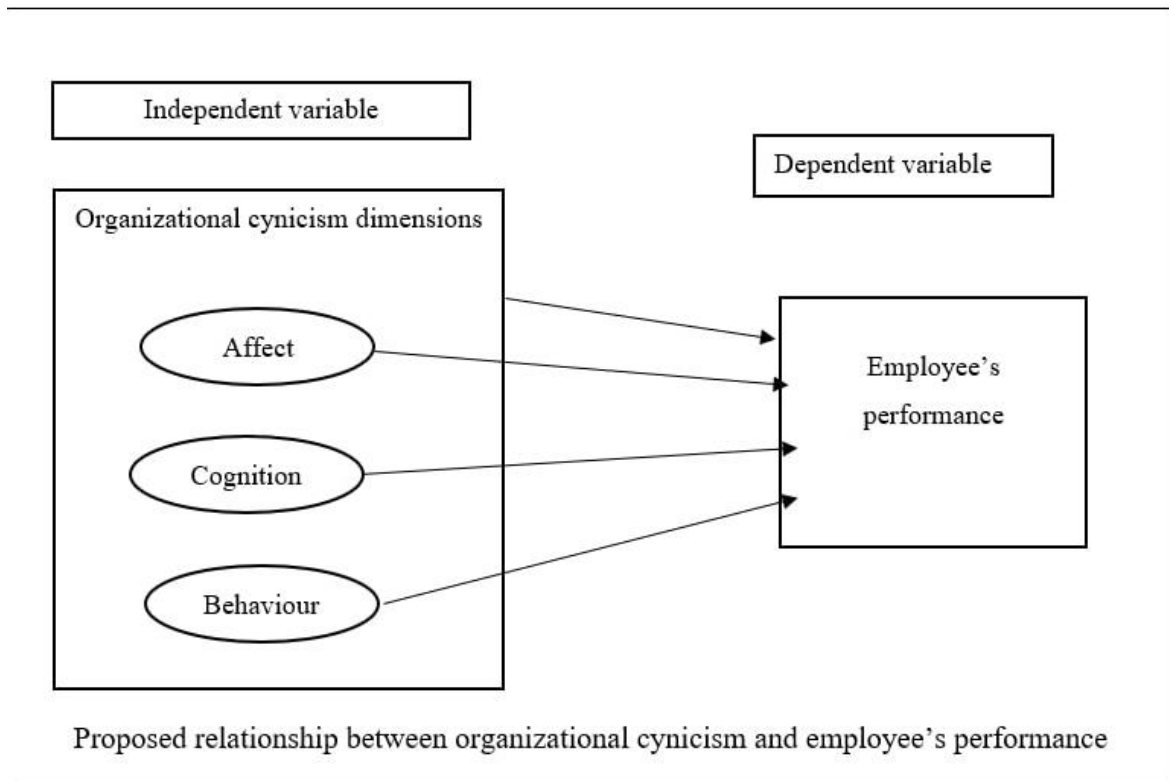 Independent variable
Dependent variable
Organizational cynicism dimensions
Affect
Cognition
Behaviour
Employee’s
performance
Proposed relationship between organizational cynicism and employee’s performance